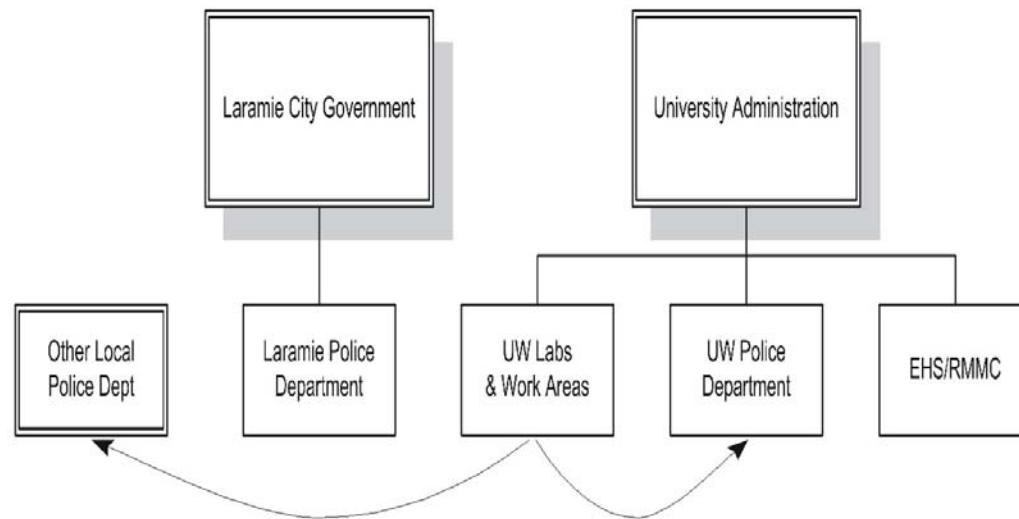 Laramie City Government
University Administration
Other Local
Police Dept
Laramie Police
Department
UW Labs
& Work Areas
UW Police
Department
EHS/RMMC